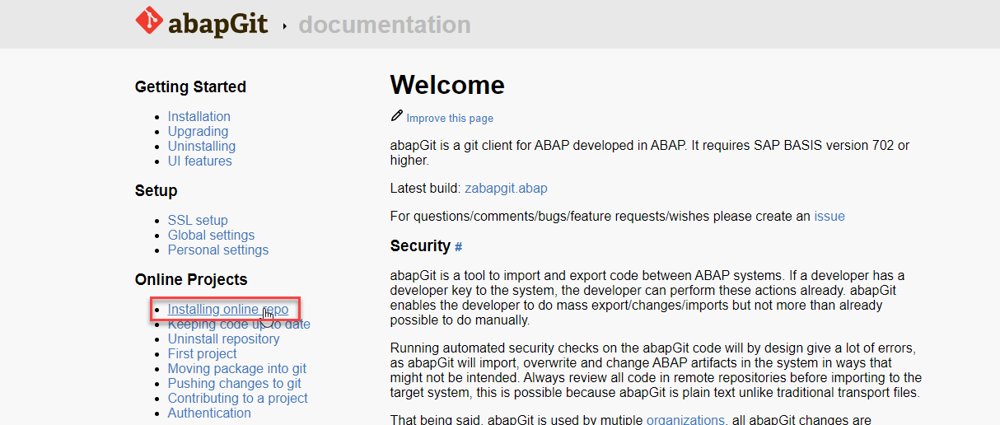 abapGit documentation
Getting Started
Installation
Upgrading
Uninstalling
UI features
Setup
SSL setup
Global settings
Personal settings
Online Projects
Installing online repo
Keeping code up to date
Uninstall repository
First project
Moving package into git
Pushing changes to git
Contributing to a project
Authentication
Welcome
Improve this page
abapGit is a git client for ABAP developed in ABAP. It requires SAP BASIS version 702 or
higher.
Latest build: zabapgit.abap
For questions/comments/bugs/feature requests/wishes please create an issue
Security #
abapGit is a tool to import and export code between ABAP systems. If a developer has a
developer key to the system, the developer can perform these actions already. abapGit
enables the developer to do mass export/changes/imports but not more than already
possible to do manually.
Running automated security checks on the abapGit code will by design give a lot of errors,
as abapGit will import, overwrite and change ABAP artifacts in the system in ways that
might not be intended. Always review all code in remote repositories before importing to the
target system, this is possible because abapGit is plain text unlike traditional transport files.
That being said, abapGit is used by mutiple organizations, all abapGit changes are